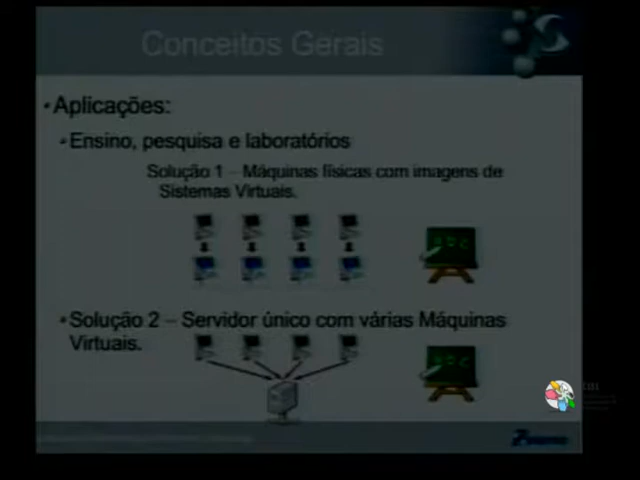 Conceitos Gerais
• Aplicações:
• Ensino, pesquisa e laboratórios
Solução 1 – Máquinas físicas com imagens de
Sistemas Virtuais.
• Solução 2 – Servidor único com várias Máquinas
Virtuais.